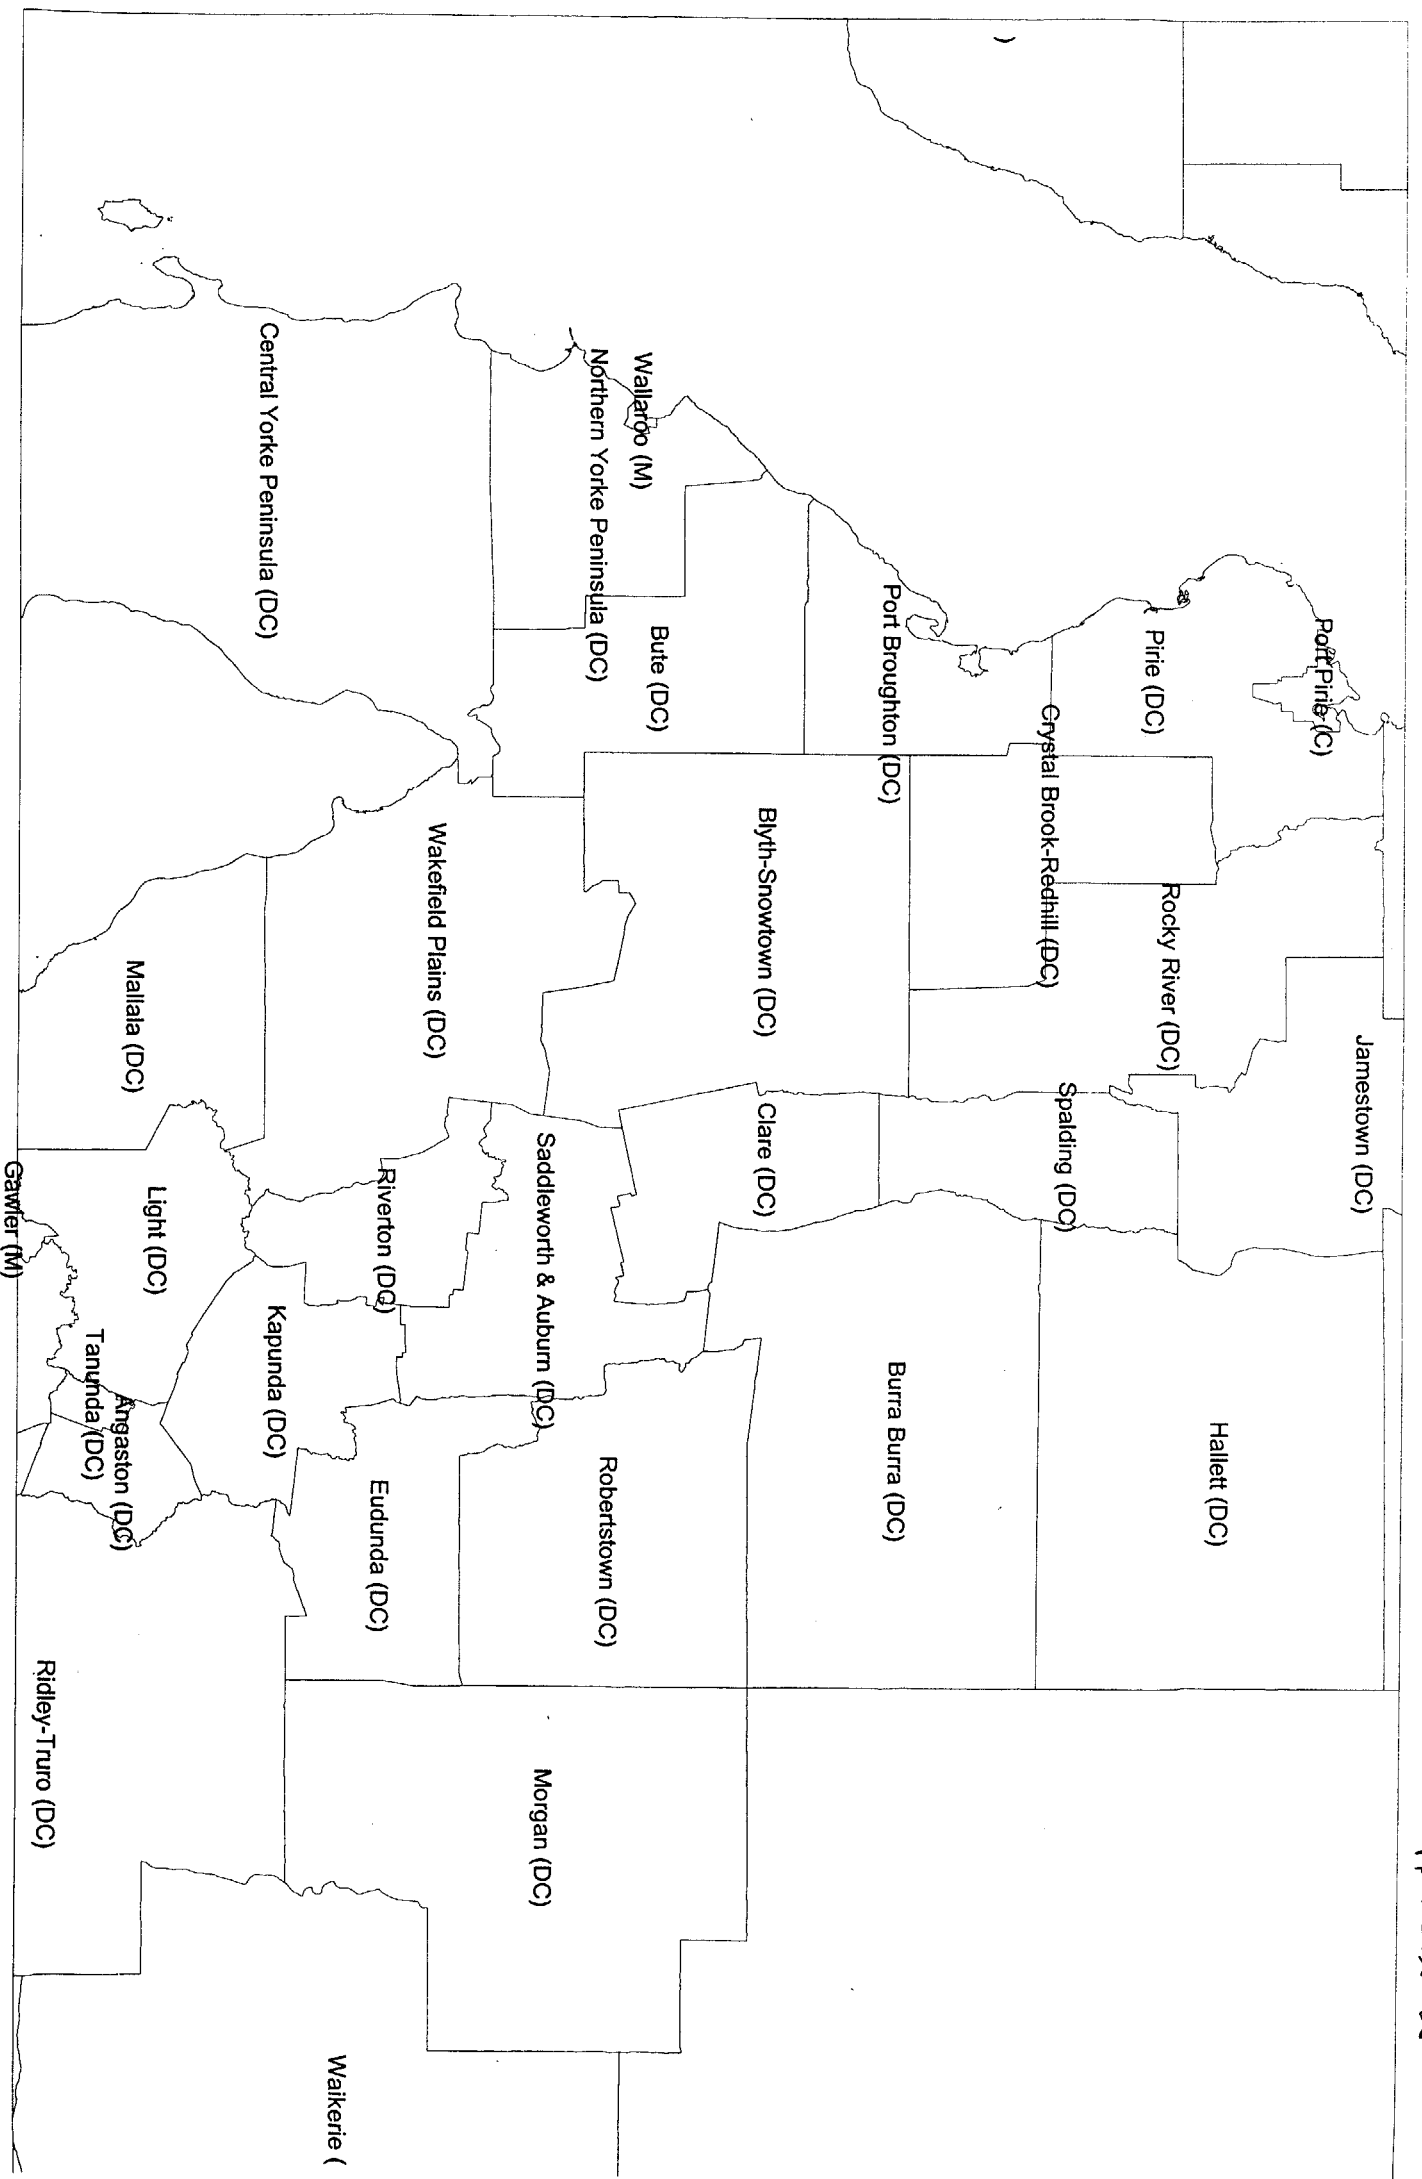 Jamestown (DC)
Port Pirie (C)
Hallett (DC)
Rocky River (DC)
Pirie (DC)
Spalding (DC)
Crystal Brook-Redhill (DC)
Port Broughton (DC)
Burra Burra (DC)
Blyth-Snowtown (DC)
Clare (DC)
Bute (DC)
Wallaroo (M)
Northern Yorke Peninsula (DC)
Robertstown (DC)
Saddleworth & Auburn (DC)
Morgan (DC)
Wakefield Plains (DC)
Riverton (DC)
Eudunda (DC)
Waikerie (
Central Yorke Peninsula (DC)
Kapunda (DC)
Light (DC)
Mallala (DC)
Angaston (DC)
Tanunda (DC)
Ridley-Truro (DC)
Gawler (M)